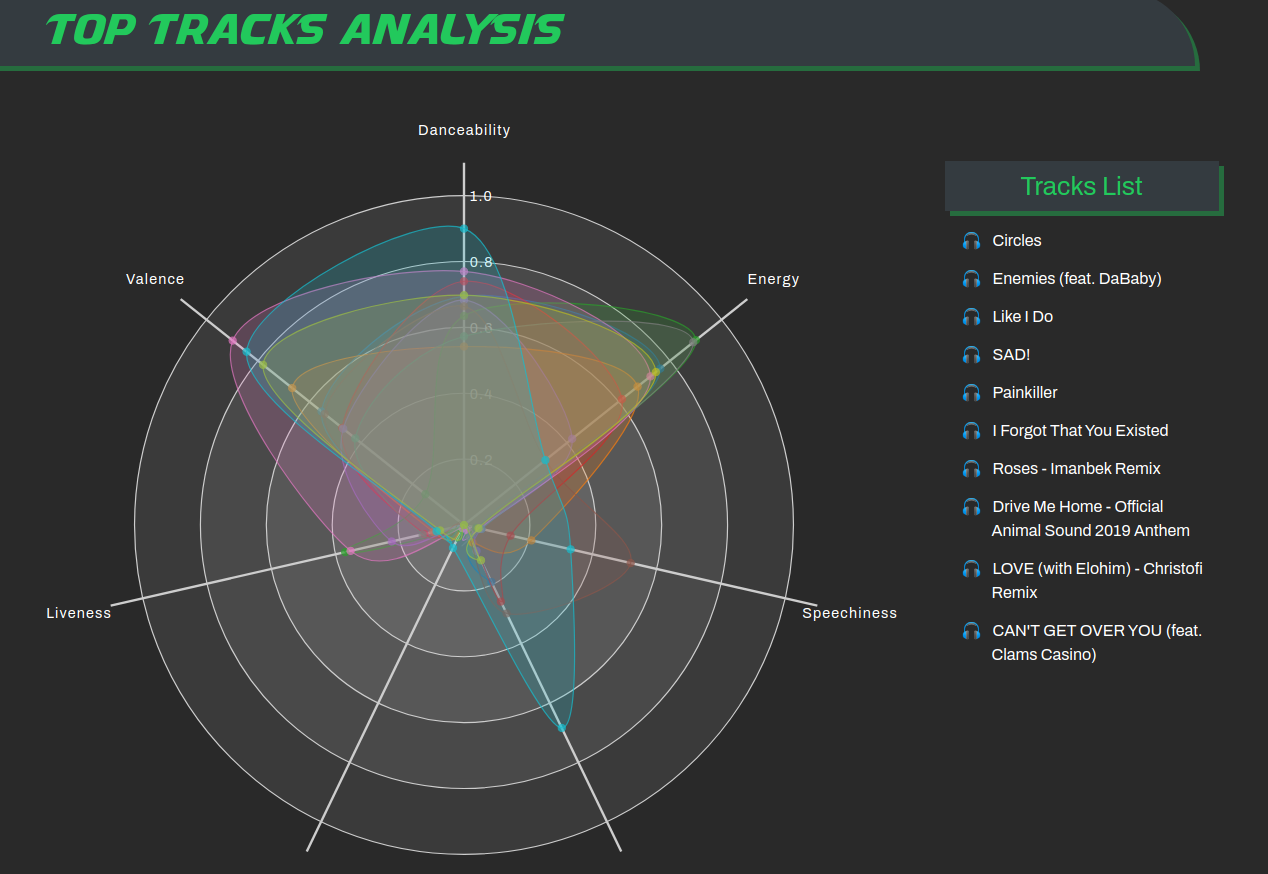 TOP TRACKS ANALYSIS
Danceability
1.0
0.8
0.6
0.4
0.2
Valence
Energy
Liveness
Speechiness
Tracks List
Circles
Enemies (feat. DaBaby)
Like I Do
SAD!
Painkiller
I Forgot That You Existed
Roses - Imanbek Remix
Drive Me Home - Official
Animal Sound 2019 Anthem
LOVE (with Elohim) - Christofi
Remix
CAN'T GET OVER YOU (feat.
Clams Casino)